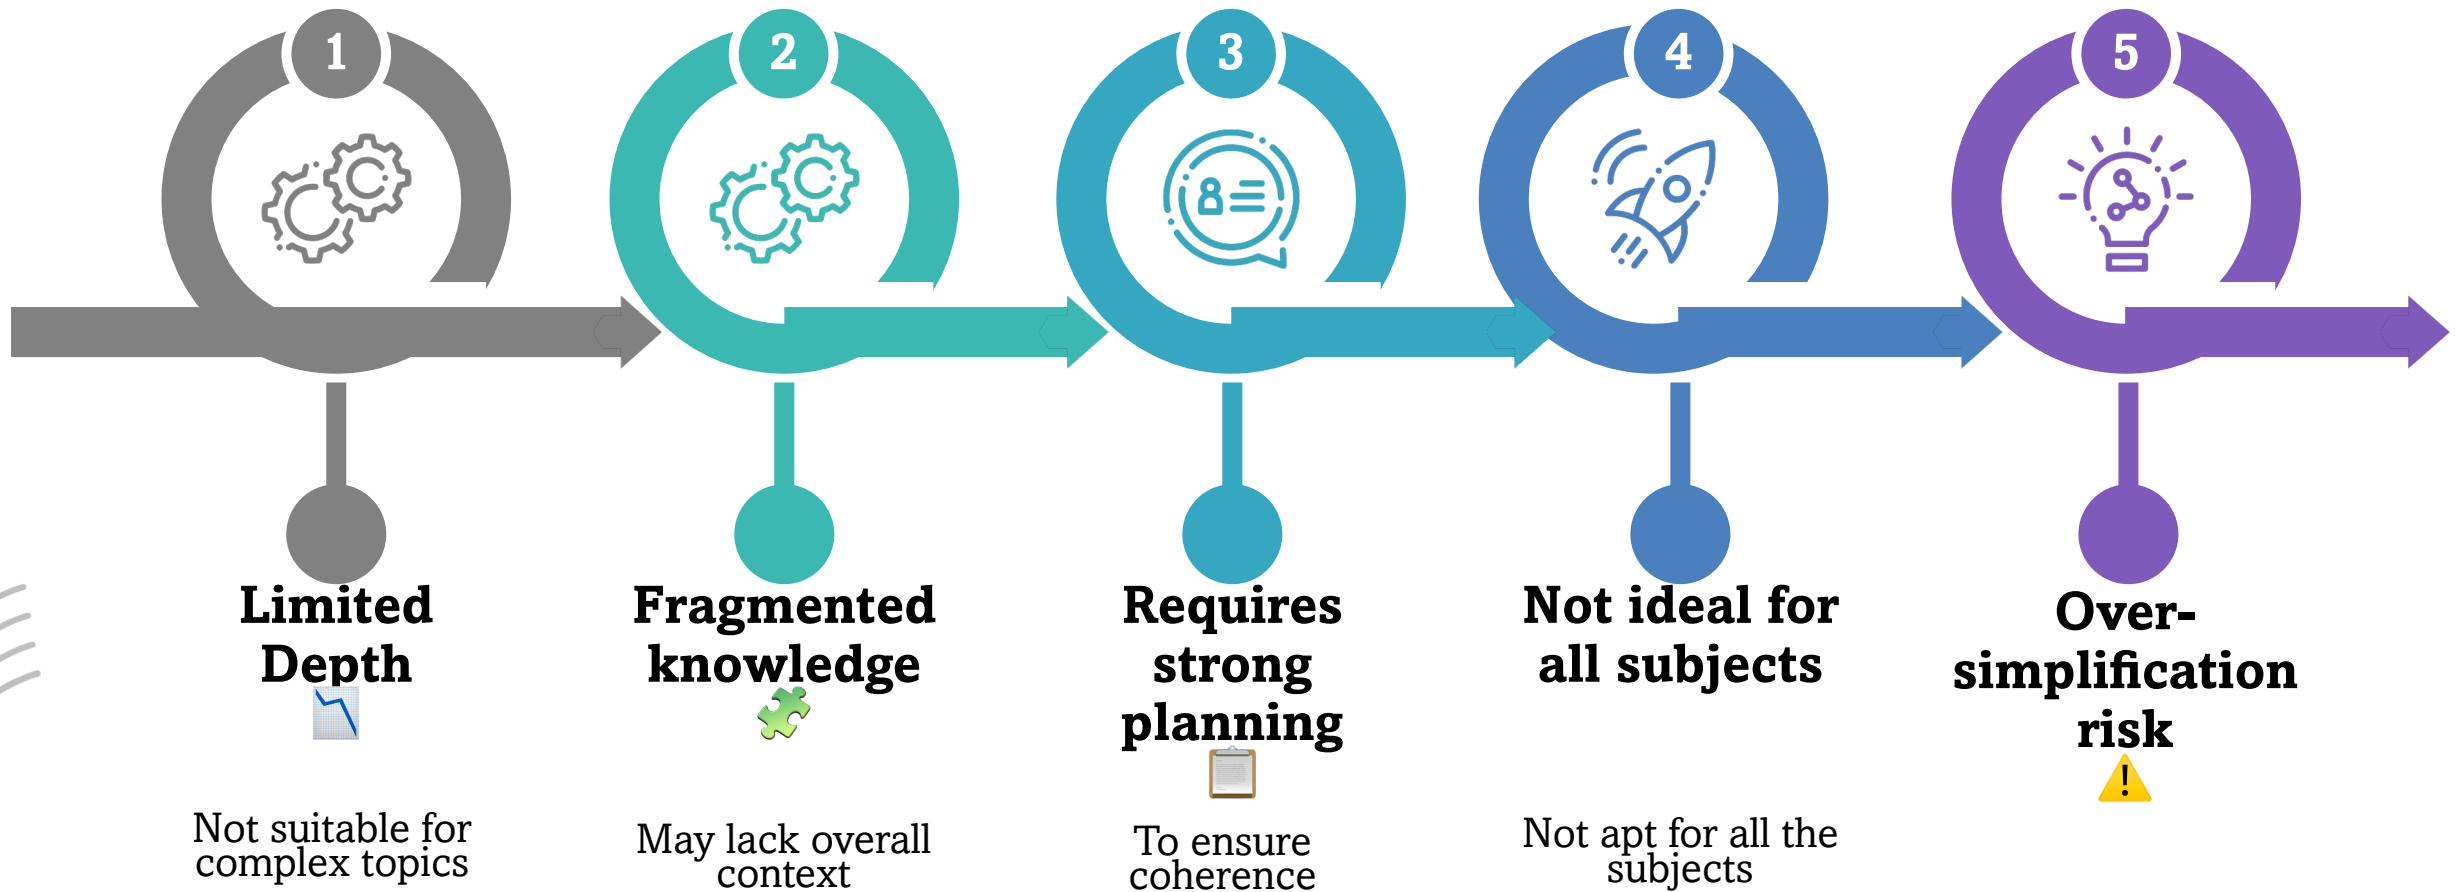 1
2
3
4
5
Limited
Depth
Not suitable for
complex topics
Fragmented
knowledge
May lack overall
context
Requires
strong
planning
To ensure
coherence
Not ideal for
all subjects
Not apt for all the
subjects
Over-
simplification
risk